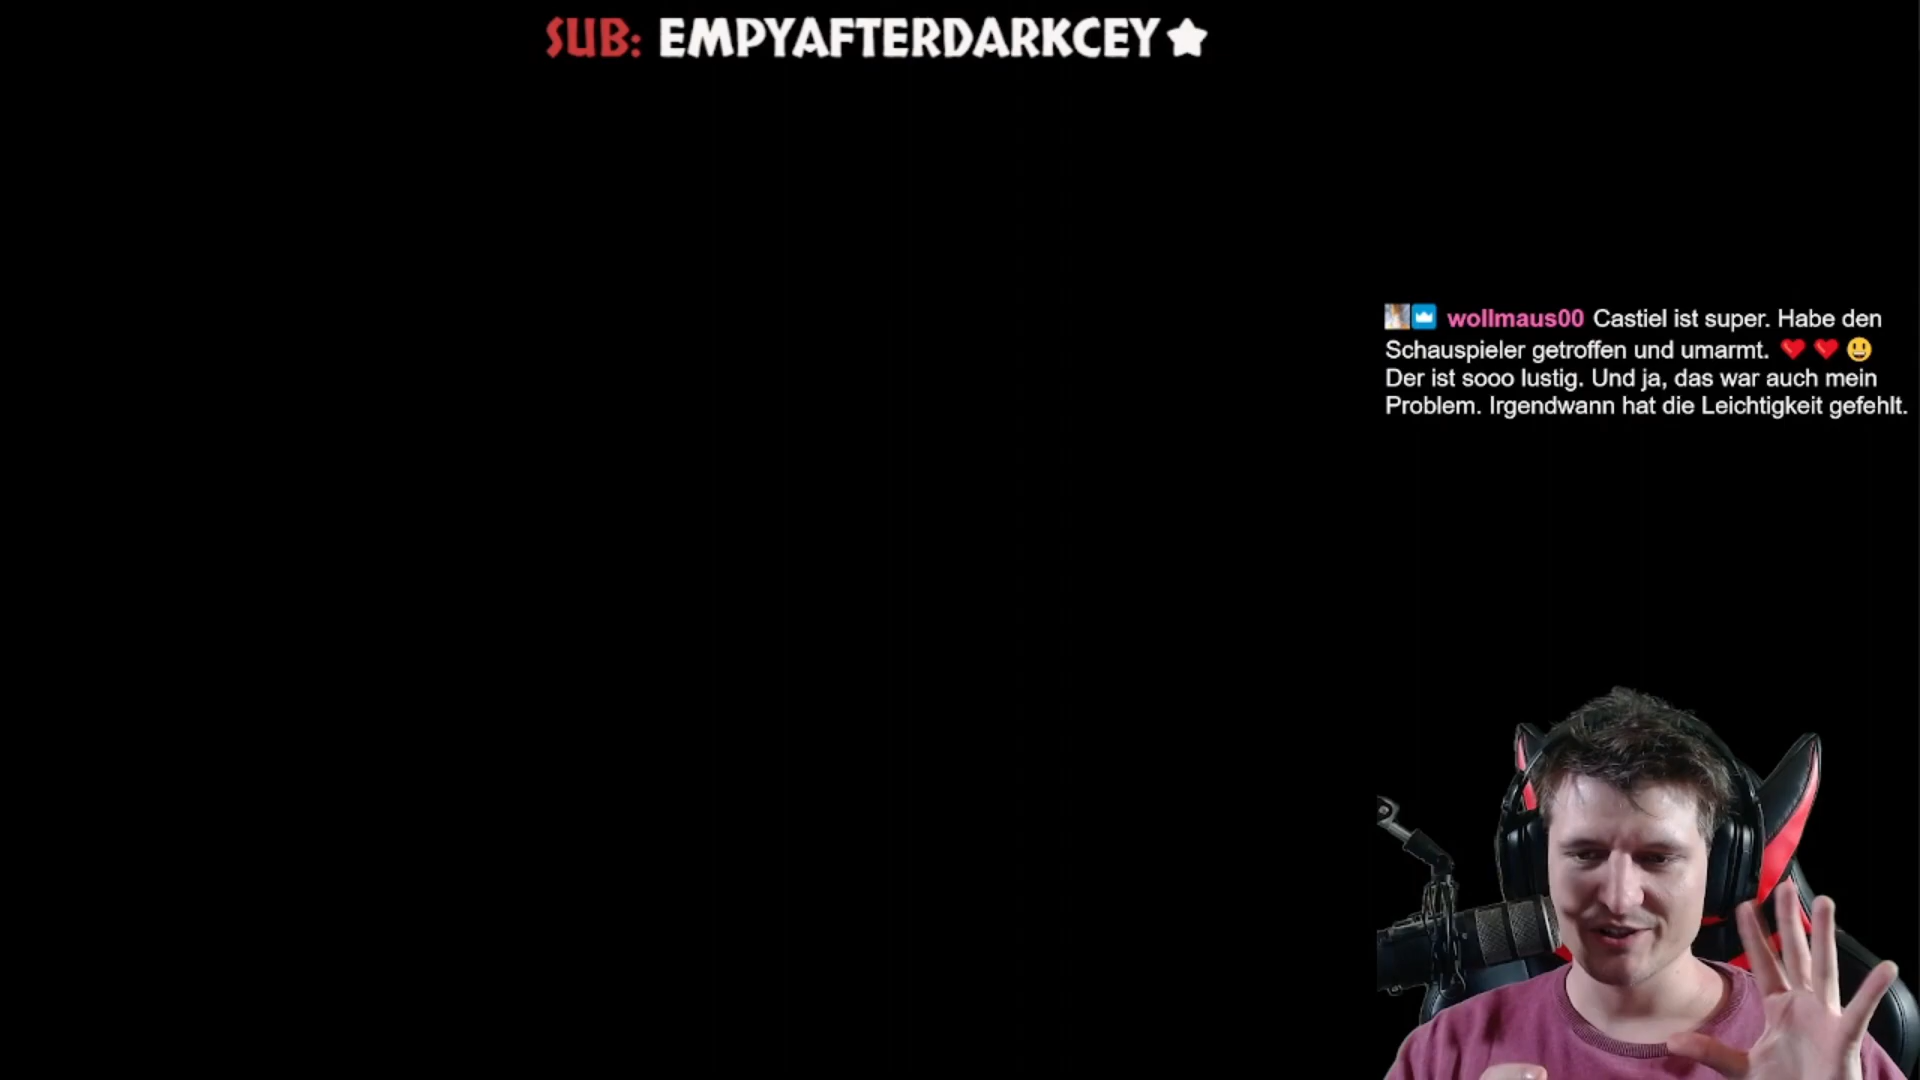 SUB: EMPYAFTERDARKCEY
wollmaus00 Castiel ist super. Habe den
Schauspieler getroffen und umarmt. ❤️ ❤️ 😃
Der ist sooo lustig. Und ja, das war auch mein
Problem. Irgendwann hat die Leichtigkeit gefehlt.